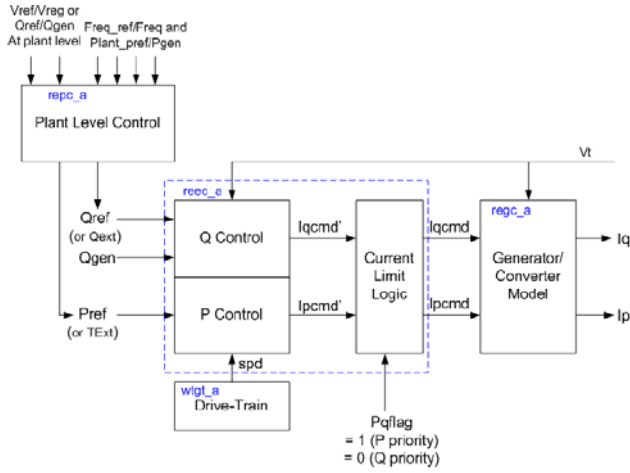 Vref/Vreg or
Qref/Qgen
At plant level
Freq_ref/Freq and
Plant_pref/Pgen
repc_a
Plant Level Control
Vt
reec_a
regc_a
Qref
(or Qext)
Qgen
Q Control
Iqcmd'
Iqcmd
Iq
Current
Limit
Logic
Generator/
Converter
Model
Pref
(or TExt)
P Control
Ipcmd'
Ipcmd
Ip
spd
wtgt_a
Drive-Train
Pqflag
= 1 (P priority)
= 0 (Q priority)